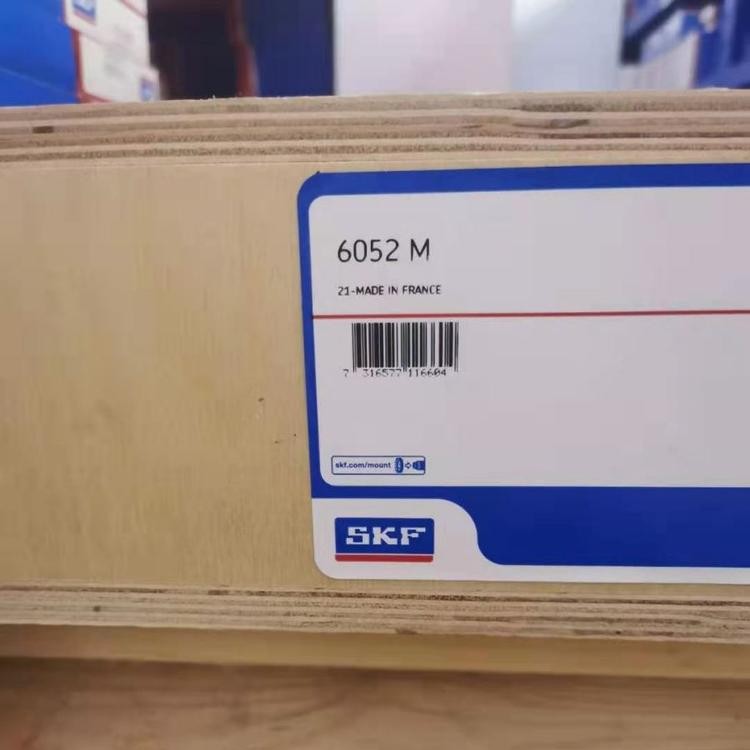 6052 M
21-MADE IN FRANCE
7 316577 116604
skf.com/mount
SKF